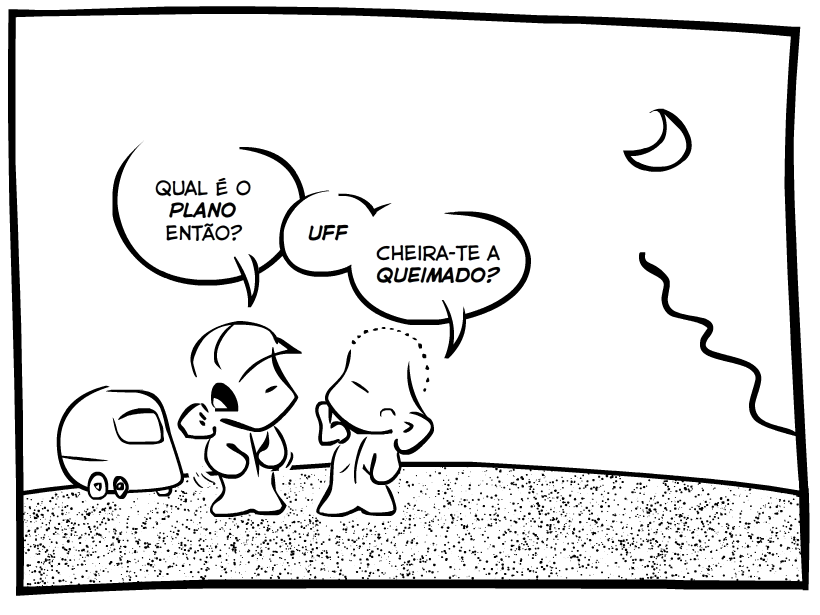 QUAL É O
PLANO
ENTÃO?
UFF
CHEIRA-TE A
QUEIMADO?